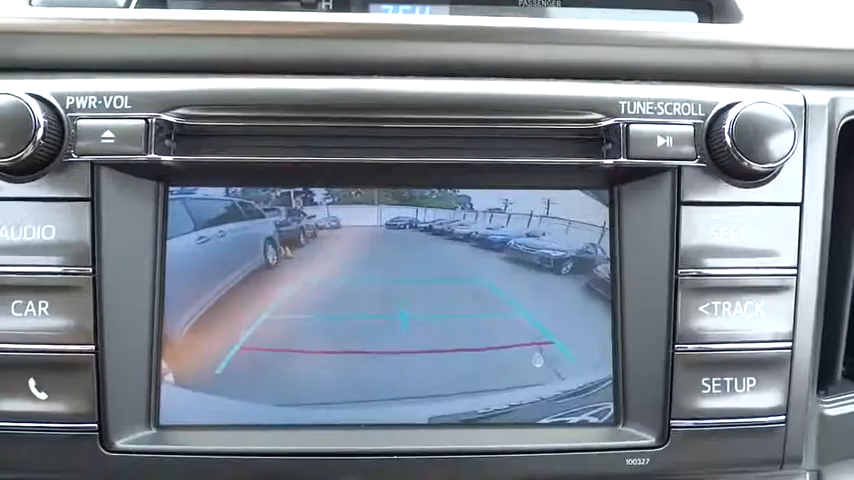 PASSENGER
PWR·VOL
TUNE·SCROLL
AUDIO
CAR
SEEK
<TRACK
SETUP
100327